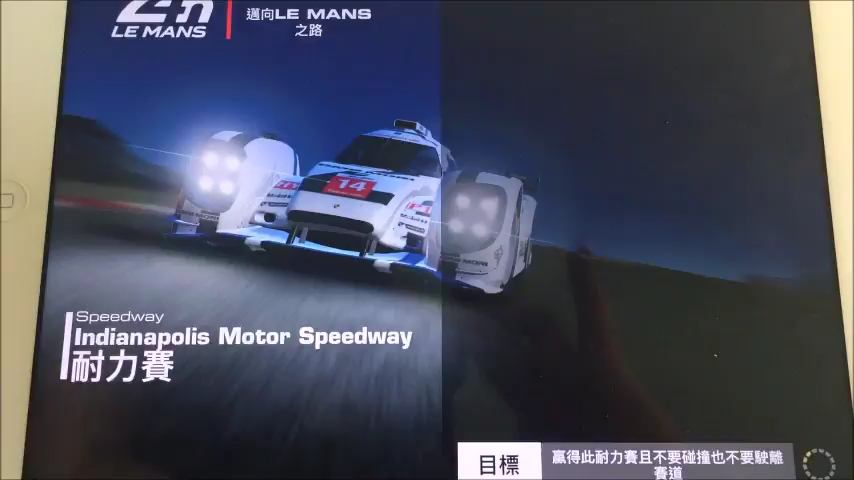 24h
LE MANS
邁向LE MANS
之路
14
Speedway
Indianapolis Motor Speedway
耐力賽
目標
贏得此耐力賽且不要碰撞也不要駛離
賽道